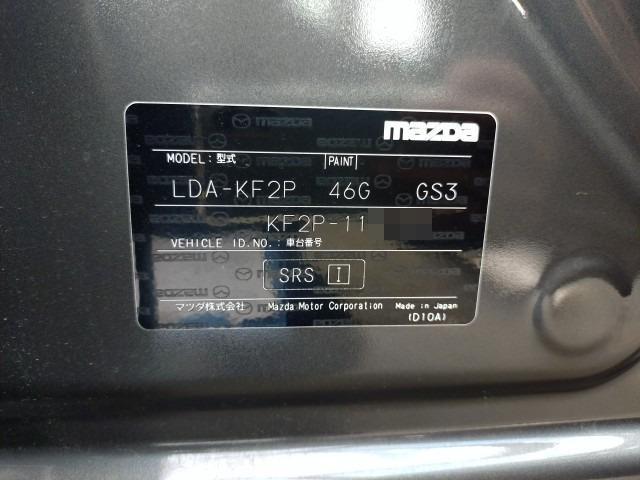 mazda
MODEL: 型式 PAINT
LDA-KF2P 46G GS3
KF2P-11
VEHICLE ID.NO.: 車台番号
SRS I
マツダ株式会社 Mazda Motor Corporation Made in Japan
(D10A)